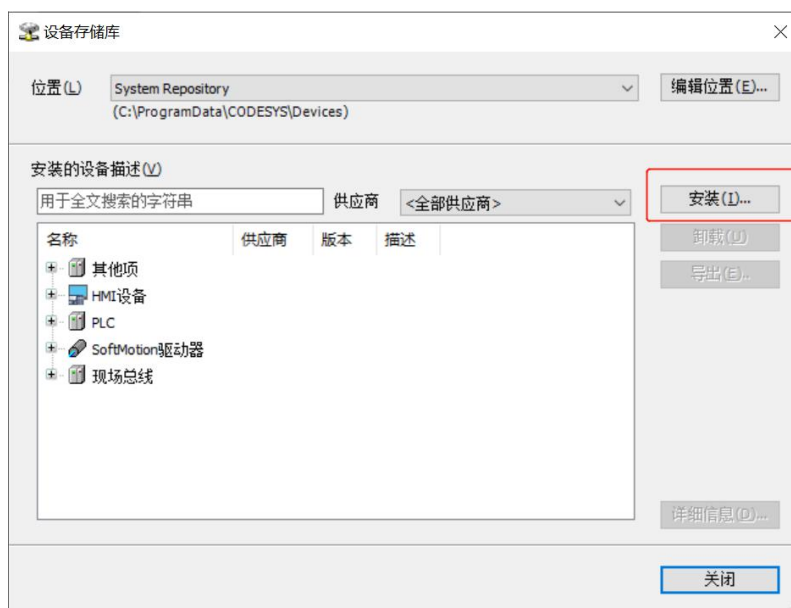 设备存储库
位置(L) System Repository 编辑位置(E)...
(C:\ProgramData\CODESYS\Devices)
安装的设备描述(V)
用于全文搜索的字符串 供应商 <全部供应商> 安装(I)...
名称 供应商 版本 描述 卸载(U)
其他项 导出(E)..
HMI设备
PLC
SoftMotion驱动器
现场总线
详细信息(D)...
关闭